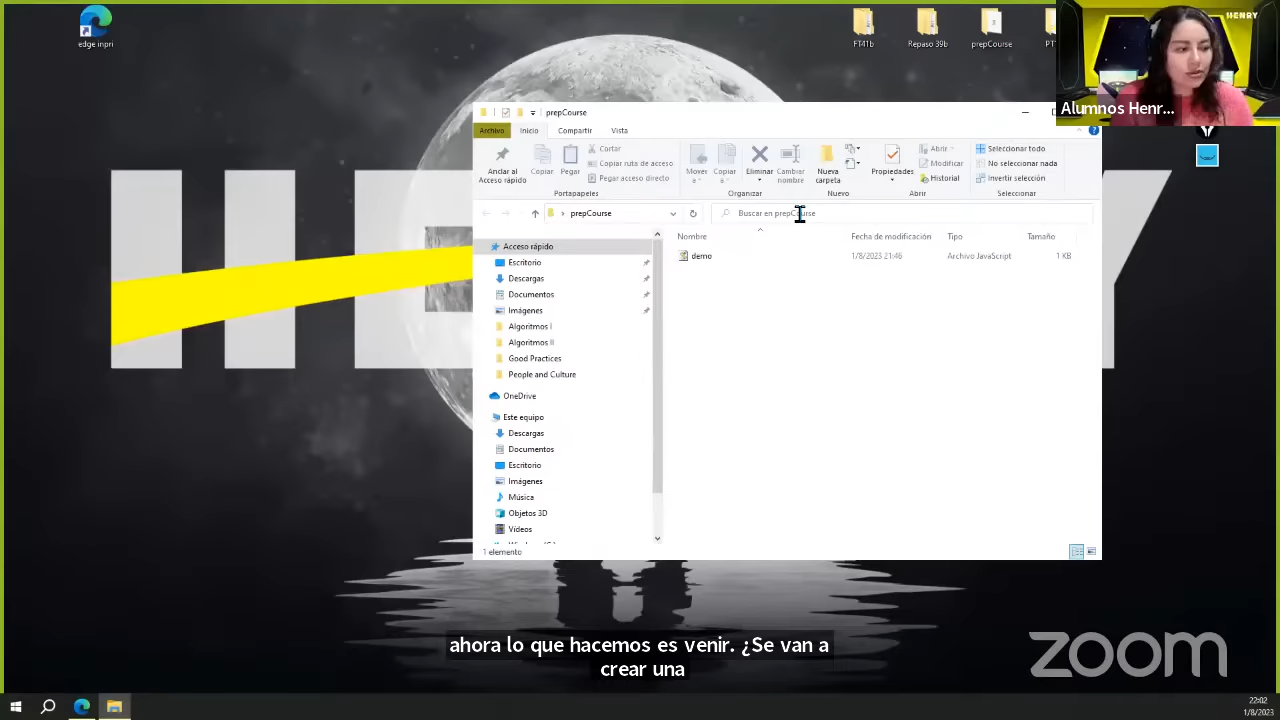 edge inpri
FT41b
Repaso 39b
prepCourse
HENRY
Alumnos Henr...
prepCourse
Archivo
Inicio
Compartir
Vista
Anclar al Acceso rápido
Copiar
Pegar
Cortar
Copiar ruta de acceso
Pegar acceso directo
Portapapeles
Mover a
Copiar a
Eliminar
Cambiar nombre
Organizar
Nueva carpeta
Nuevo
Propiedades
Abrir
Modificar
Historial
Abrir
Seleccionar todo
No seleccionar nada
Invertir selección
Seleccionar
prepCourse
Buscar en prepCourse
Nombre
Fecha de modificación
Tipo
Tamaño
demo
1/8/2023 21:46
Archivo JavaScript
1 KB
Acceso rápido
Escritorio
Descargas
Documentos
Imágenes
Algoritmos I
Algoritmos II
Good Practices
People and Culture
OneDrive
Este equipo
Descargas
Documentos
Escritorio
Imágenes
Música
Objetos 3D
Vídeos
1 elemento
ahora lo que hacemos es venir. ¿Se van a
crear una
zoom
22:02
1/8/2023